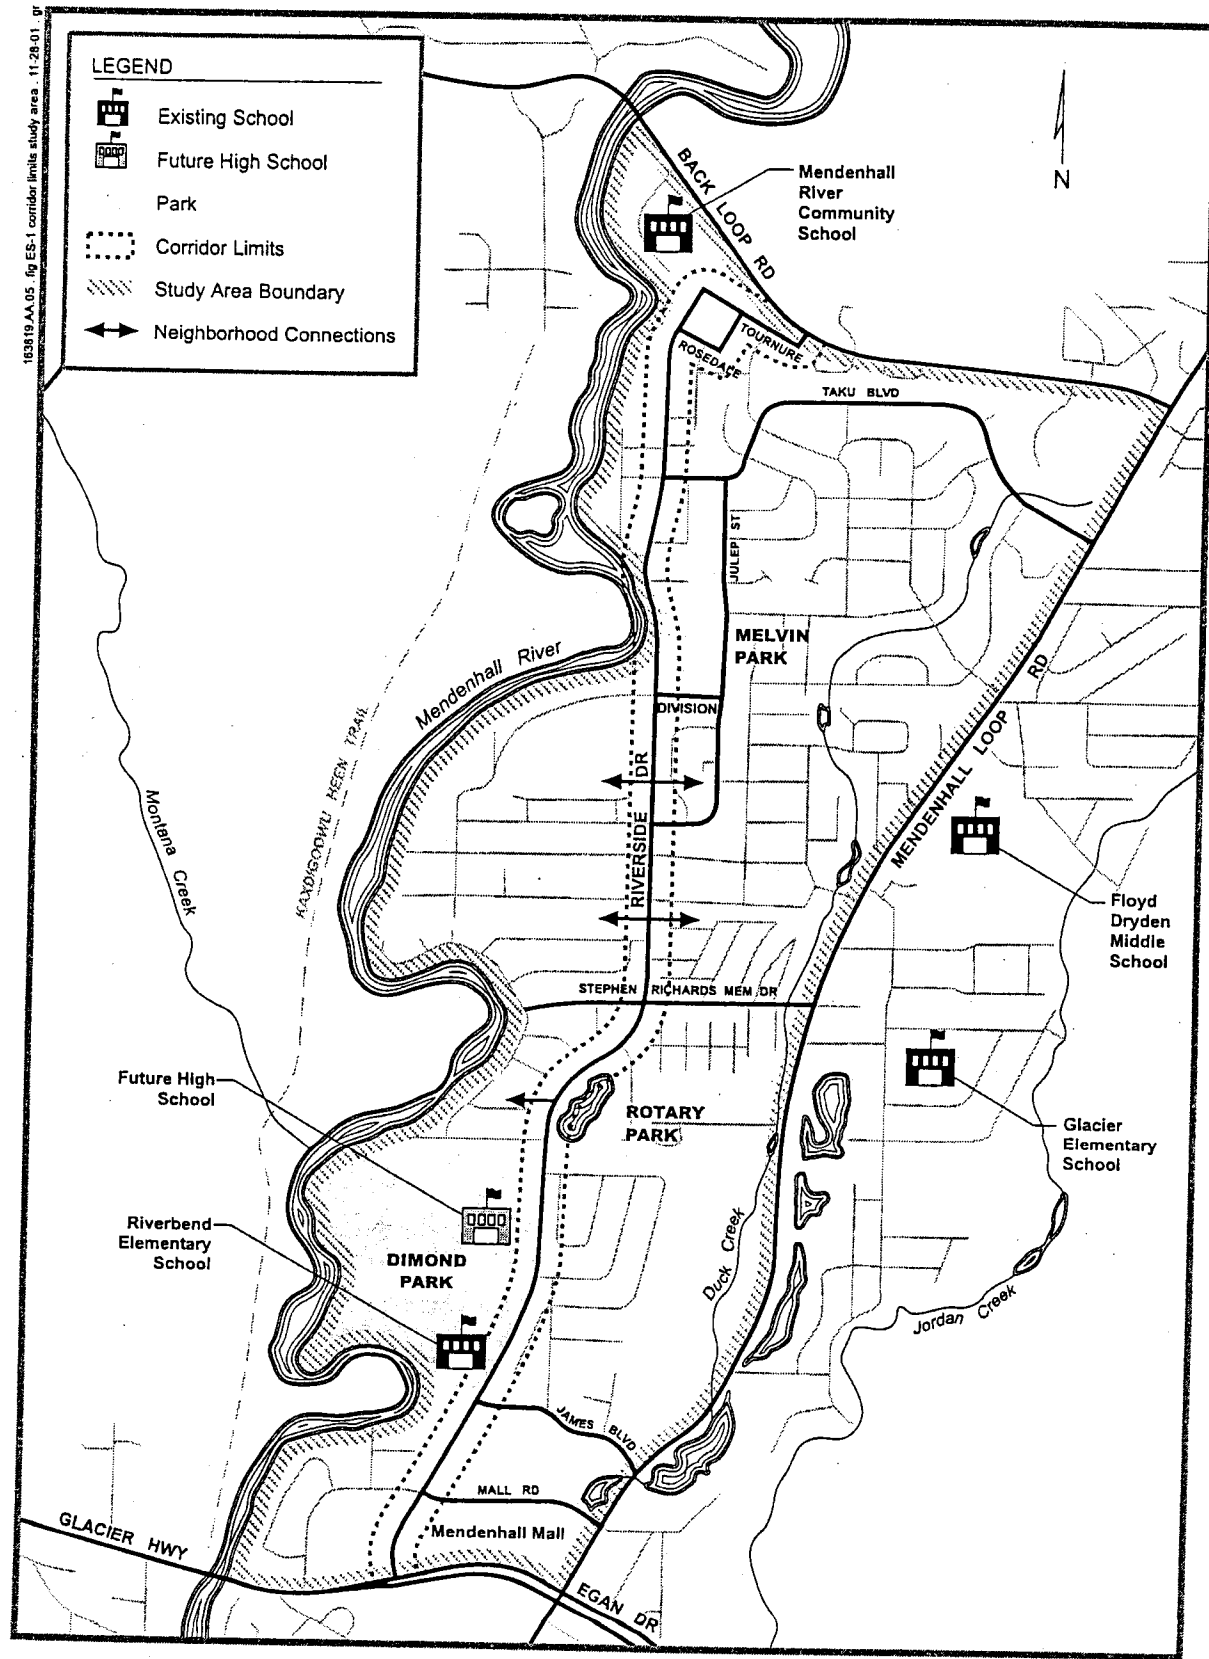 163819.AA.05 . fig ES-1 corridor limits study area . 11-28-01 . gr
LEGEND
Existing School
Future High School
Park
Corridor Limits
Study Area Boundary
Neighborhood Connections
N
BACK LOOP RD
Mendenhall
River
Community
School
TOURNURE
ROSEDALE
TAKU BLVD
JULEP ST
MELVIN
PARK
Mendenhall River
DIVISION
KAXDIGOOWU HEEN TRAIL
MENDENHALL LOOP RD
RIVERSIDE DR
Montana Creek
Floyd
Dryden
Middle
School
STEPHEN RICHARDS MEM DR
Future High
School
ROTARY
PARK
Glacier
Elementary
School
Riverbend
Elementary
School
DIMOND
PARK
Duck Creek
Jordan Creek
JAMES BLVD
MALL RD
Mendenhall Mall
GLACIER HWY
EGAN DR